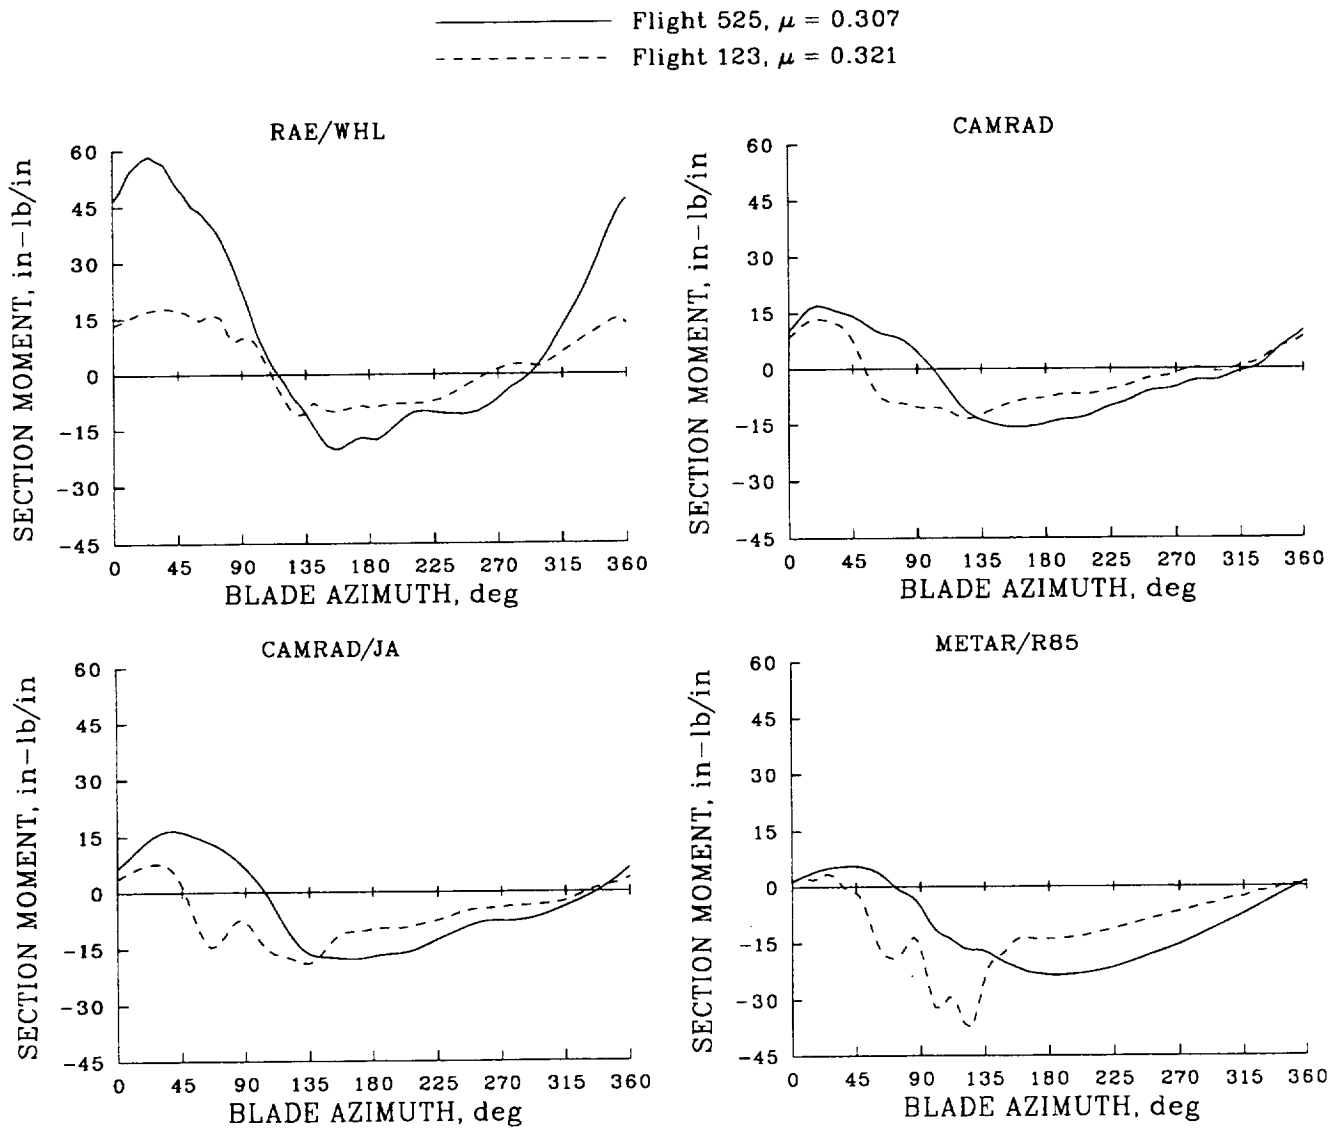 Flight 525, μ = 0.307
Flight 123, μ = 0.321
RAE/WHL
SECTION MOMENT, in-lb/in
60
45
30
15
0
-15
-30
-45
0 45 90 135 180 225 270 315 360
BLADE AZIMUTH, deg
CAMRAD
SECTION MOMENT, in-lb/in
60
45
30
15
0
-15
-30
-45
0 45 90 135 180 225 270 315 360
BLADE AZIMUTH, deg
CAMRAD/JA
SECTION MOMENT, in-lb/in
60
45
30
15
0
-15
-30
-45
0 45 90 135 180 225 270 315 360
BLADE AZIMUTH, deg
METAR/R85
SECTION MOMENT, in-lb/in
60
45
30
15
0
-15
-30
-45
0 45 90 135 180 225 270 315 360
BLADE AZIMUTH, deg